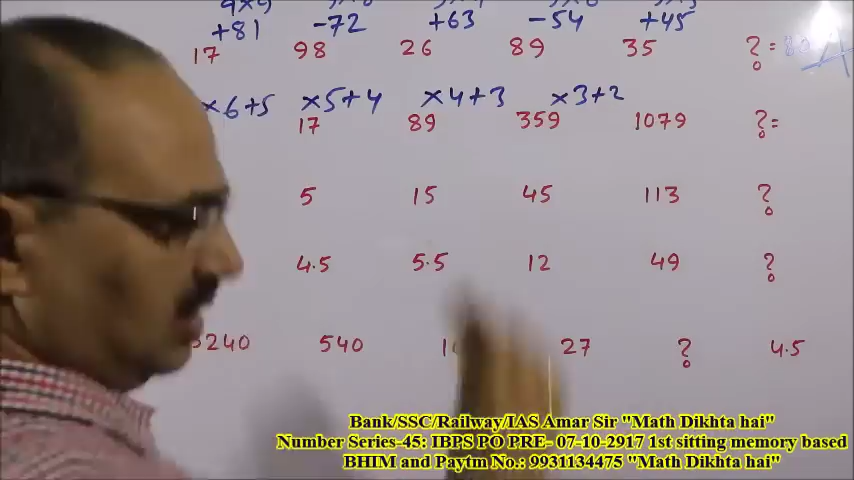 9×9
+81 -72 +63 -54 +45
17 98 26 89 35 ? =
×6+5 ×5+4 ×4+3 ×3+2
17 89 359 1079 ? =
5 15 45 113 ?
4.5 5.5 12 49 ?
3240 540 27 ? 4.5
Bank/SSC/Railway/IAS Amar Sir "Math Dikhta hai"
Number Series-45: IBPS PO PRE- 07-10-2917 1st sitting memory based
BHIM and Paytm No.: 9931134475 "Math Dikhta hai"